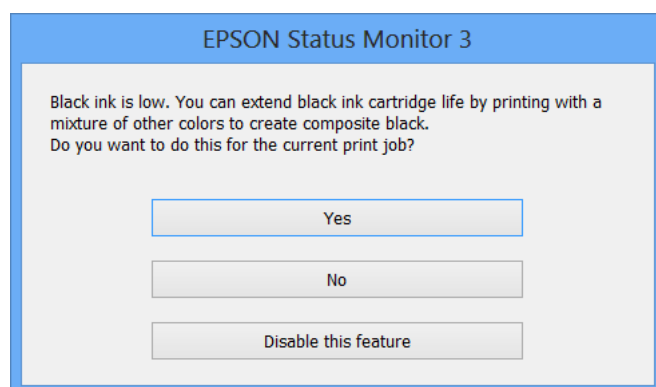 EPSON Status Monitor 3
Black ink is low. You can extend black ink cartridge life by printing with a
mixture of other colors to create composite black.
Do you want to do this for the current print job?
Yes
No
Disable this feature